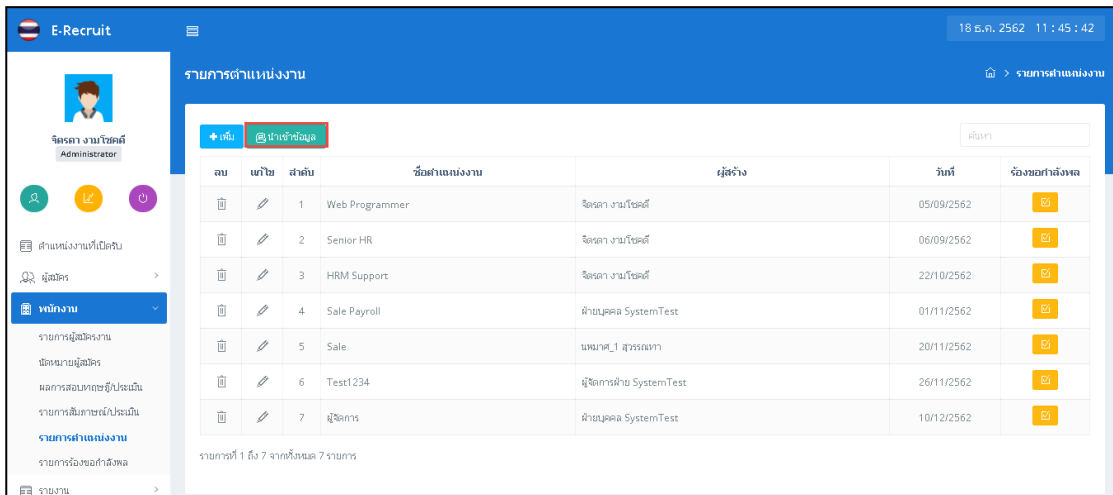 E-Recruit
18 ธ.ค. 2562 11 : 45 : 42
รายการตำแหน่งงาน
> รายการตำแหน่งงาน
จิตรดา งามโชคดี
Administrator
ตำแหน่งงานที่เปิดรับ
ผู้สมัคร
พนักงาน
รายการผู้สมัครงาน
นัดหมายผู้สมัคร
ผลการสอบทฤษฎี/ประเมิน
รายการสัมภาษณ์/ประเมิน
รายการตำแหน่งงาน
รายการร้องขอกำลังพล
รายงาน
+ เพิ่ม นำเข้าข้อมูล ค้นหา
ลบ แก้ไข ลำดับ ชื่อตำแหน่งงาน ผู้สร้าง วันที่ ร้องขอกำลังพล
1 Web Programmer จิตรดา งามโชคดี 05/09/2562
2 Senior HR จิตรดา งามโชคดี 06/09/2562
3 HRM Support จิตรดา งามโชคดี 22/10/2562
4 Sale Payroll ฝ่ายบุคคล SystemTest 01/11/2562
5 Sale นพมาศ_1 สุวรรณทา 20/11/2562
6 Test1234 ผู้จัดการฝ่าย SystemTest 26/11/2562
7 ผู้จัดการ ฝ่ายบุคคล SystemTest 10/12/2562
รายการที่ 1 ถึง 7 จากทั้งหมด 7 รายการ